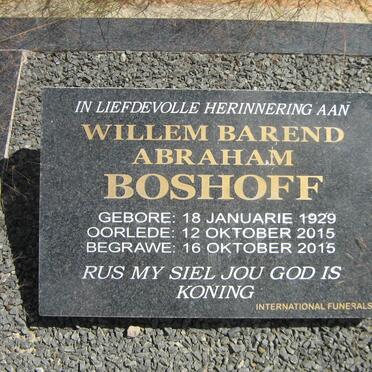 IN LIEFDEVOLLE HERINNERING AAN
WILLEM BAREND
ABRAHAM
BOSHOFF
GEBORE: 18 JANUARIE 1929
OORLEDE: 12 OKTOBER 2015
BEGRAWE: 16 OKTOBER 2015
RUS MY SIEL JOU GOD IS
KONING
INTERNATIONAL FUNERALS